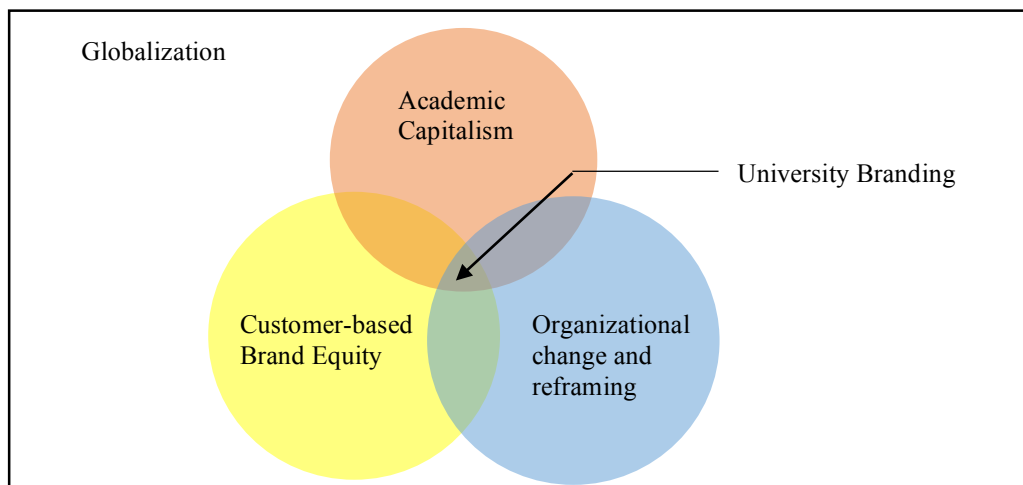 Globalization
Academic
Capitalism
University Branding
Customer-based
Brand Equity
Organizational
change and
reframing